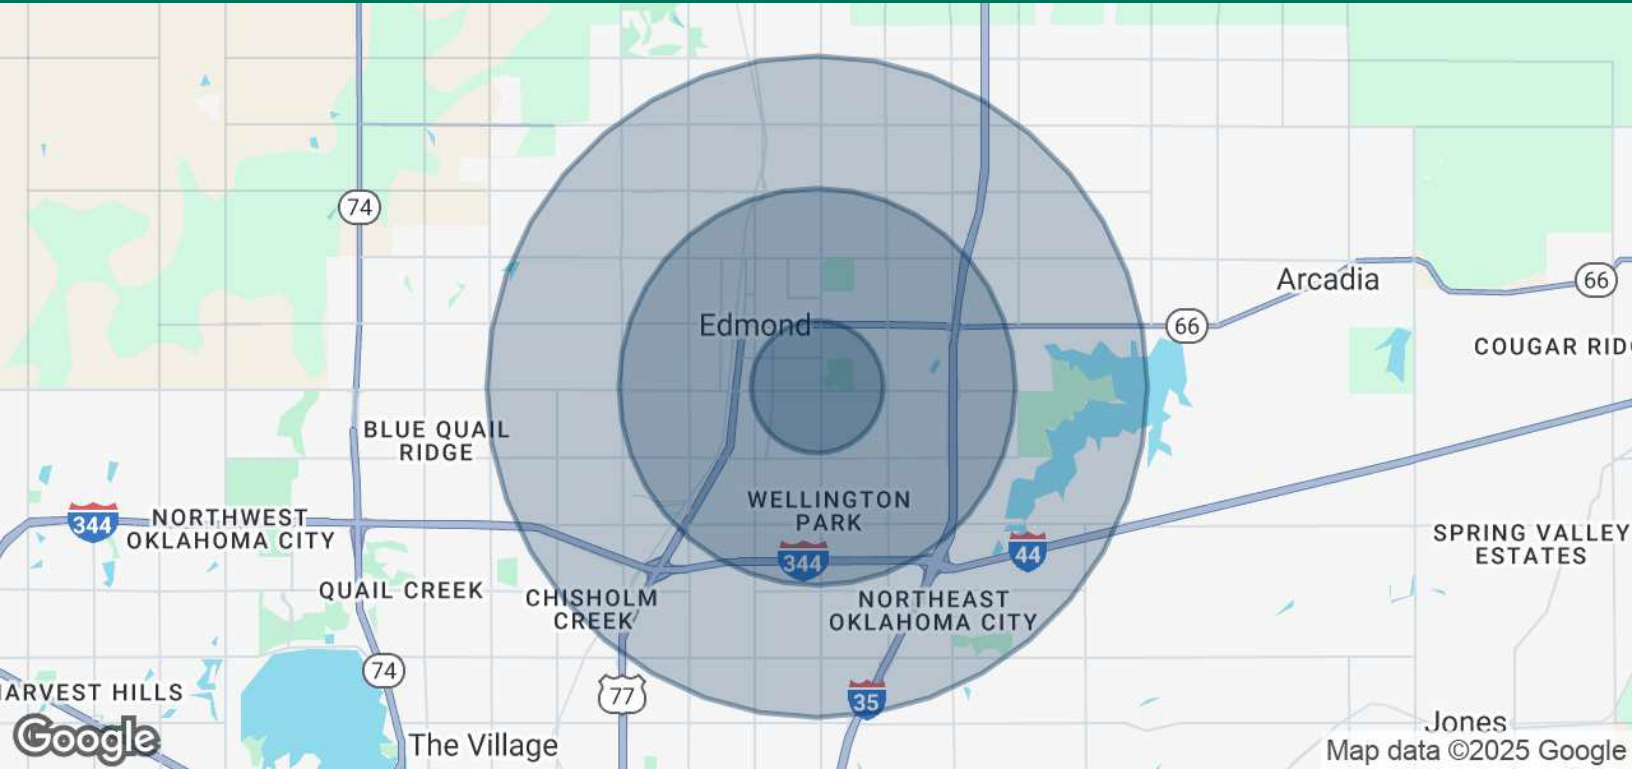 74
Arcadia
66
Edmond
66
COUGAR RIDG
BLUE QUAIL
RIDGE
WELLINGTON
PARK
344
NORTHWEST
OKLAHOMA CITY
SPRING VALLEY
ESTATES
44
344
QUAIL CREEK
CHISHOLM
CREEK
NORTHEAST
OKLAHOMA CITY
74
HARVEST HILLS
77
35
Jones
Google
The Village
Map data ©2025 Google